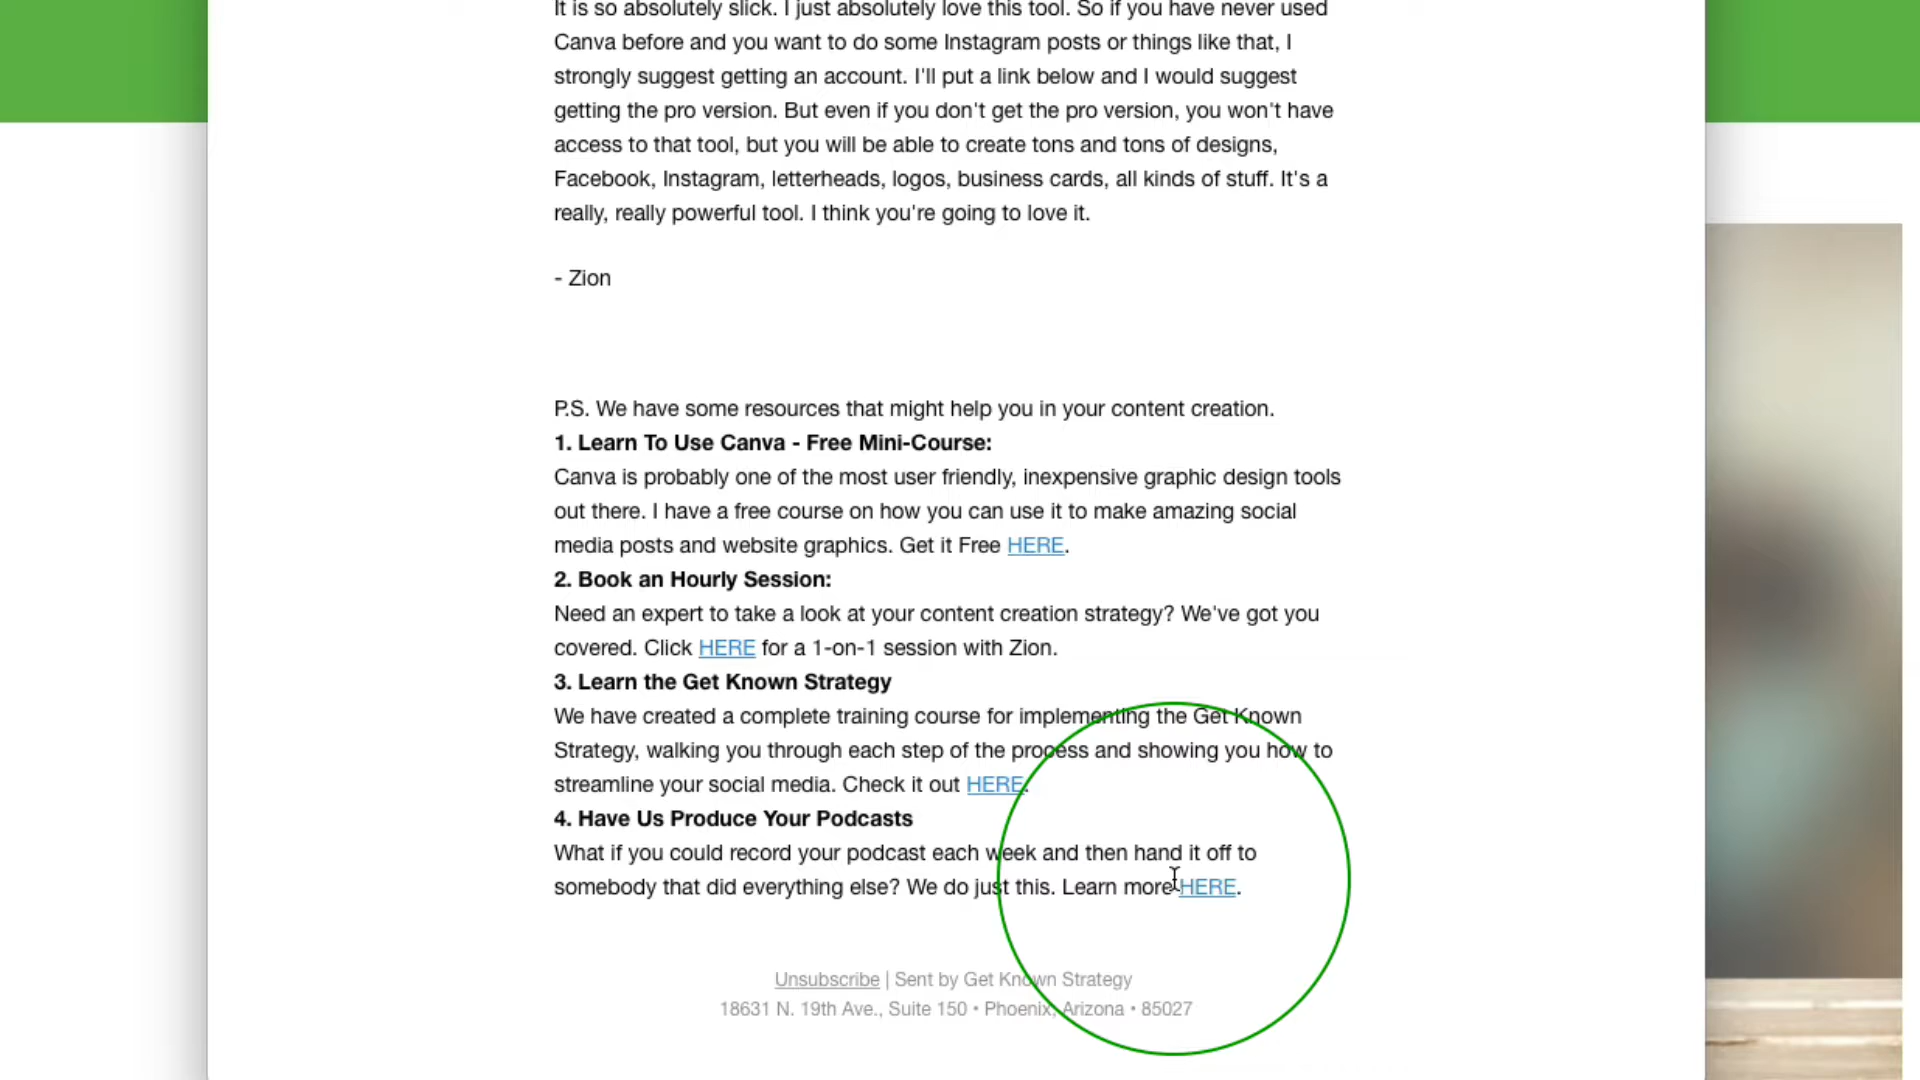 It is so absolutely slick. I just absolutely love this tool. So if you have never used
Canva before and you want to do some Instagram posts or things like that, I
strongly suggest getting an account. I'll put a link below and I would suggest
getting the pro version. But even if you don't get the pro version, you won't have
access to that tool, but you will be able to create tons and tons of designs,
Facebook, Instagram, letterheads, logos, business cards, all kinds of stuff. It's a
really, really powerful tool. I think you're going to love it.
- Zion
P.S. We have some resources that might help you in your content creation.
1. Learn To Use Canva - Free Mini-Course:
Canva is probably one of the most user friendly, inexpensive graphic design tools
out there. I have a free course on how you can use it to make amazing social
media posts and website graphics. Get it Free HERE.
2. Book an Hourly Session:
Need an expert to take a look at your content creation strategy? We've got you
covered. Click HERE for a 1-on-1 session with Zion.
3. Learn the Get Known Strategy
We have created a complete training course for implementing the Get Known
Strategy, walking you through each step of the process and showing you how to
streamline your social media. Check it out HERE.
4. Have Us Produce Your Podcasts
What if you could record your podcast each week and then hand it off to
somebody that did everything else? We do just this. Learn more HERE.
Unsubscribe | Sent by Get Known Strategy
18631 N. 19th Ave., Suite 150 • Phoenix, Arizona • 85027